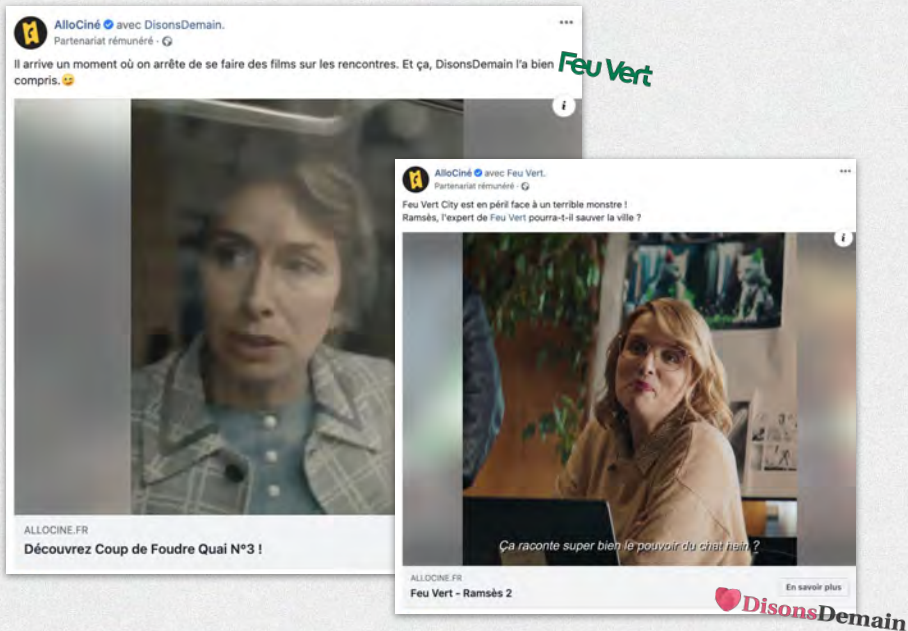 AlloCiné avec DisonsDemain.
Partenariat rémunéré ·
Il arrive un moment où on arrête de se faire des films sur les rencontres. Et ça, DisonsDemain l'a bien
compris.
i
ALLOCINE.FR
Découvrez Coup de Foudre Quai N°3 !
Feu Vert
AlloCiné avec Feu Vert.
Partenariat rémunéré ·
Feu Vert City est en péril face à un terrible monstre !
Ramsès, l'expert de Feu Vert pourra-t-il sauver la ville ?
i
Ça raconte super bien le pouvoir du chat hein ?
ALLOCINE.FR
Feu Vert - Ramsès 2
En savoir plus
DisonsDemain